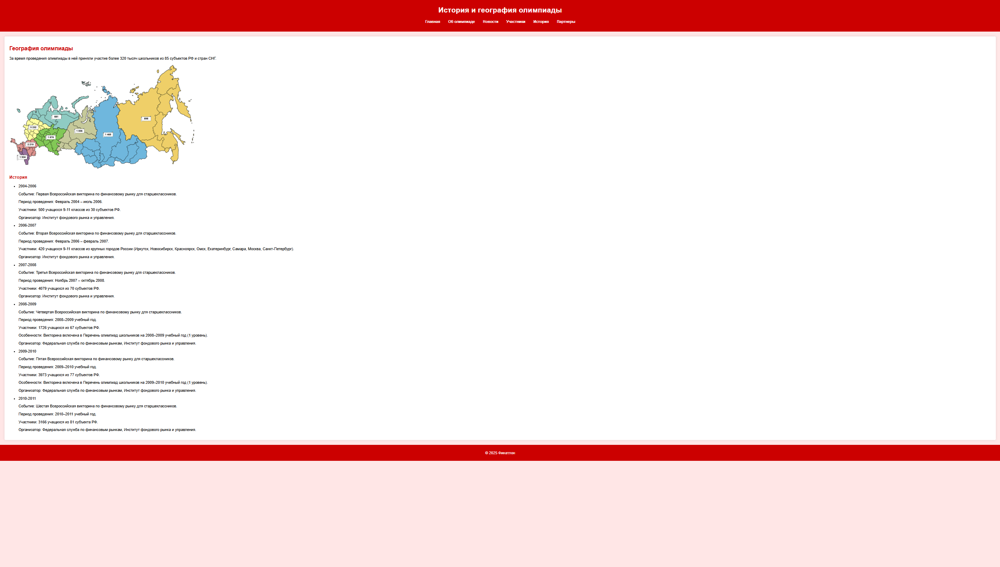 История и география олимпиады
Главная Об олимпиаде Новости Участники История Партнеры
География олимпиады
За время проведения олимпиады в ней приняли участие более 320 тысяч школьников из 85 субъектов РФ и стран СНГ.
681
898
5 232
1 006
1 465
1 676
2 210
1 934
История
2004-2006
Событие: Первая Всероссийская викторина по финансовому рынку для старшеклассников.
Период проведения: Февраль 2004 – июль 2006.
Участники: 500 учащихся 9-11 классов из 30 субъектов РФ.
Организатор: Институт фондового рынка и управления.
2006-2007
Событие: Вторая Всероссийская викторина по финансовому рынку для старшеклассников.
Период проведения: Февраль 2006 – февраль 2007.
Участники: 420 учащихся 9-11 классов из крупных городов России (Иркутск, Новосибирск, Красноярск, Омск, Екатеринбург, Самара, Москва, Санкт-Петербург).
Организатор: Институт фондового рынка и управления.
2007-2008
Событие: Третья Всероссийская викторина по финансовому рынку для старшеклассников.
Период проведения: Ноябрь 2007 – октябрь 2008.
Участники: 4079 учащихся из 70 субъектов РФ.
Организатор: Институт фондового рынка и управления.
2008-2009
Событие: Четвертая Всероссийская викторина по финансовому рынку для старшеклассников.
Период проведения: 2008–2009 учебный год.
Участники: 1726 учащихся из 67 субъектов РФ.
Особенности: Викторина включена в Перечень олимпиад школьников на 2008–2009 учебный год (1 уровень).
Организатор: Федеральная служба по финансовым рынкам, Институт фондового рынка и управления.
2009-2010
Событие: Пятая Всероссийская викторина по финансовому рынку для старшеклассников.
Период проведения: 2009–2010 учебный год.
Участники: 3973 учащихся из 77 субъектов РФ.
Особенности: Викторина включена в Перечень олимпиад школьников на 2009–2010 учебный год (1 уровень).
Организатор: Федеральная служба по финансовым рынкам, Институт фондового рынка и управления.
2010-2011
Событие: Шестая Всероссийская викторина по финансовому рынку для старшеклассников.
Период проведения: 2010–2011 учебный год.
Участники: 3166 учащихся из 81 субъекта РФ.
Организатор: Федеральная служба по финансовым рынкам, Институт фондового рынка и управления.
© 2025 Финатлон